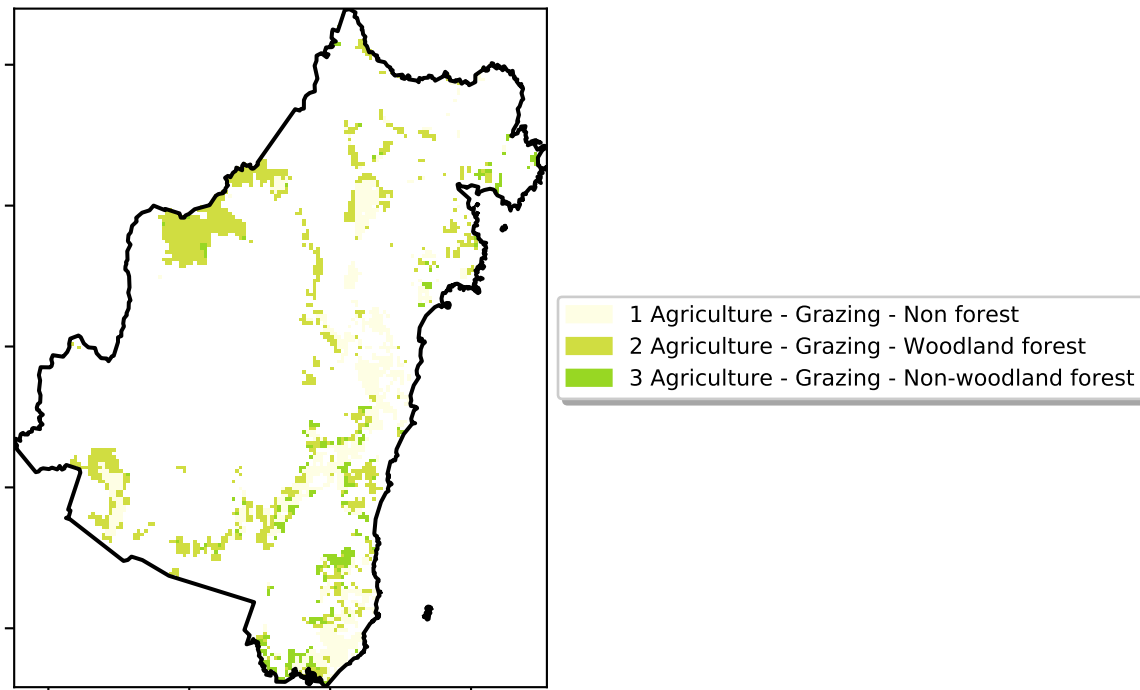 1 Agriculture - Grazing - Non forest
2 Agriculture - Grazing - Woodland forest
3 Agriculture - Grazing - Non-woodland forest